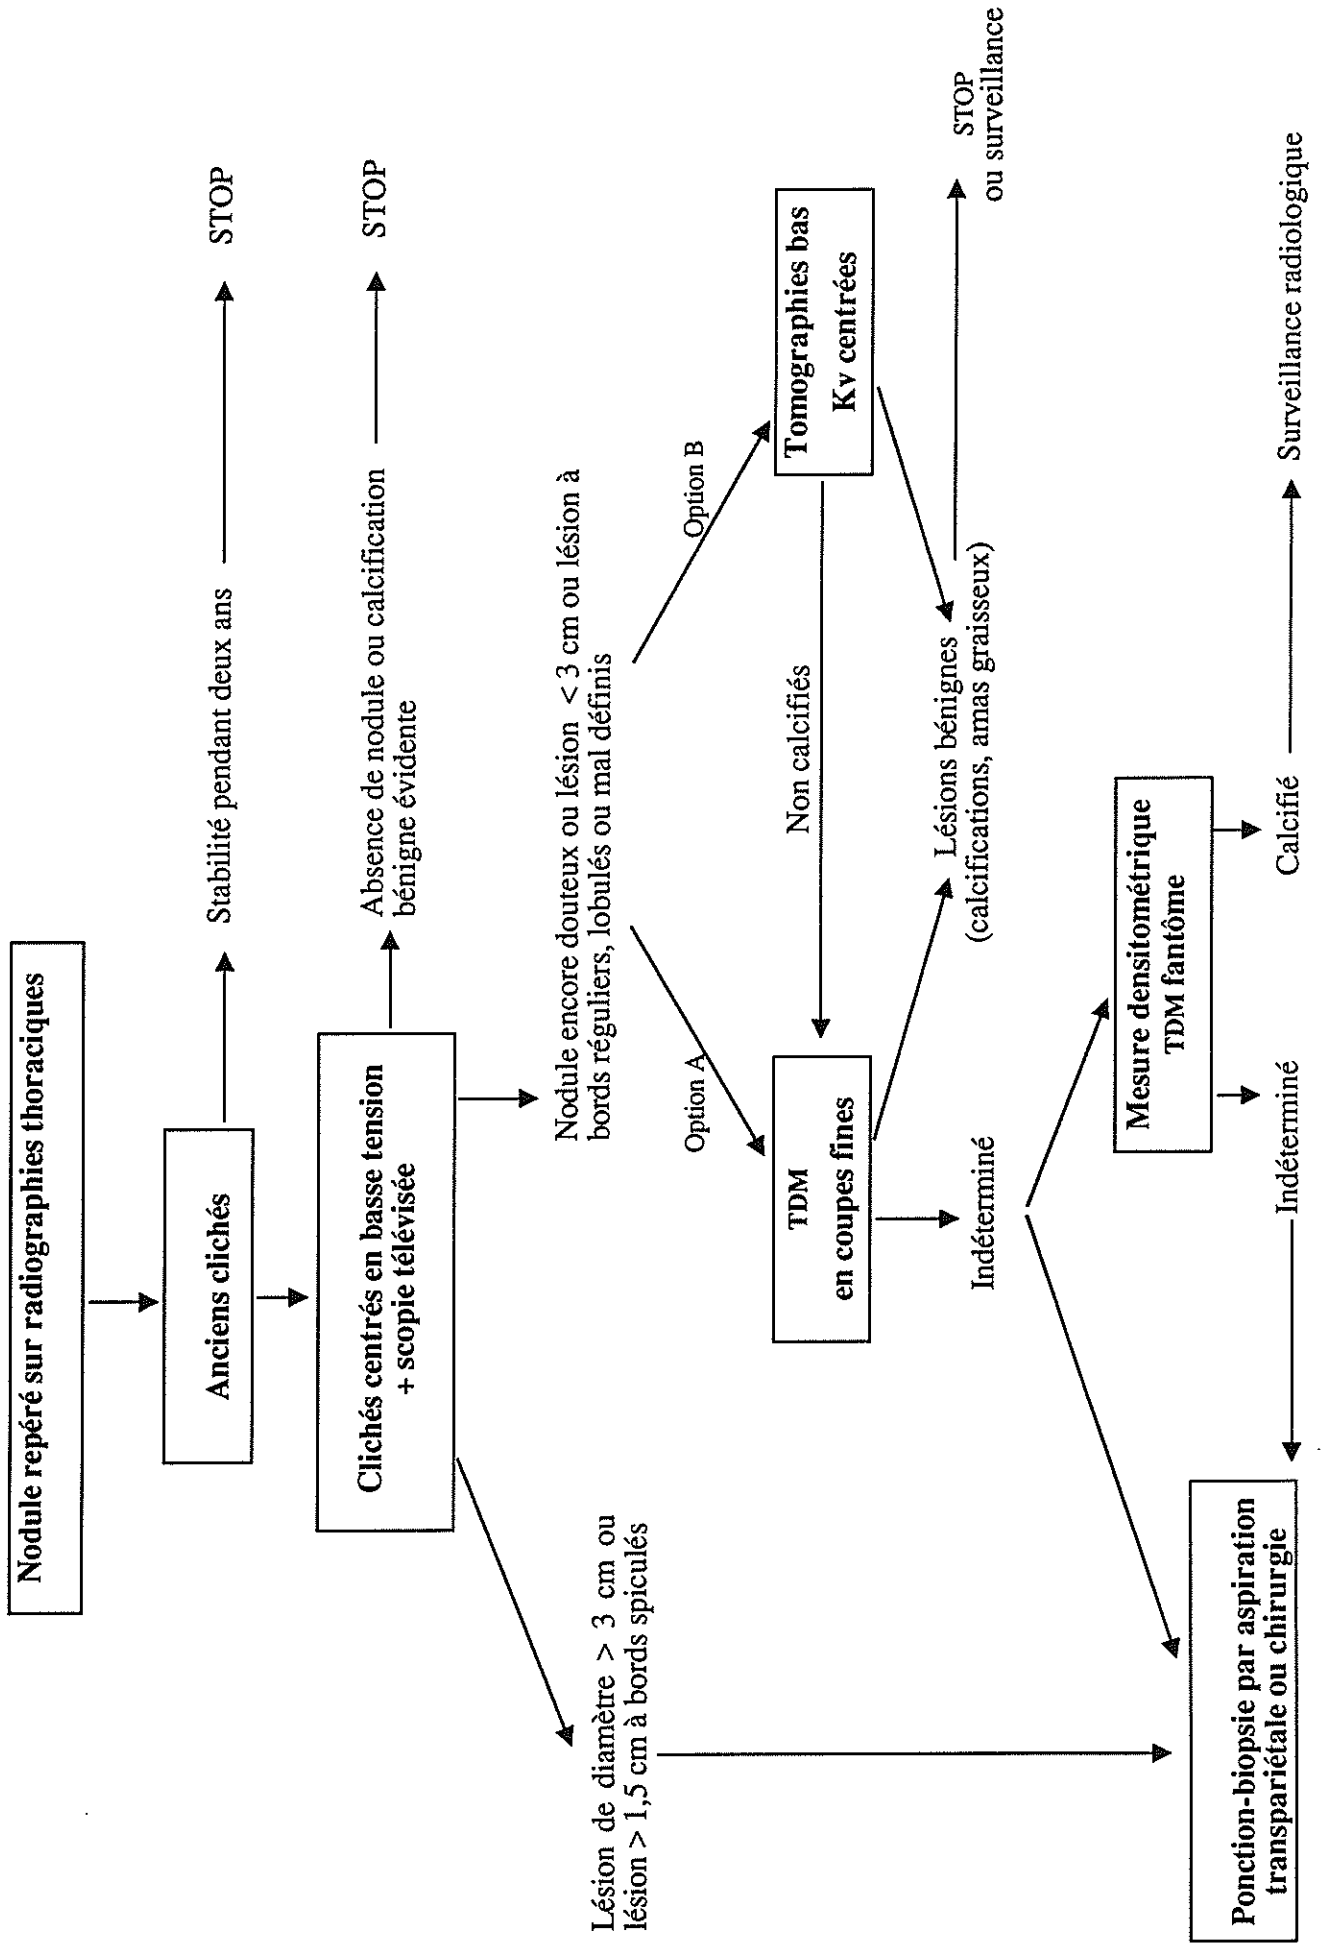 Nodule repéré sur radiographies thoraciques
Anciens clichés
Stabilité pendant deux ans
STOP
Clichés centrés en basse tension
+ scopie télévisée
Absence de nodule ou calcification
bénigne évidente
STOP
Lésion de diamètre > 3 cm ou
lésion > 1,5 cm à bords spiculés
Nodule encore douteux ou lésion < 3 cm ou lésion à
bords réguliers, lobulés ou mal définis
Option A
Option B
TDM
en coupes fines
Non calcifiés
Tomographies bas
Kv centrées
Indéterminé
Lésions bénignes
(calcifications, amas graisseux)
STOP
ou surveillance
Mesure densitométrique
TDM fantôme
Ponction-biopsie par aspiration
transpariétale ou chirurgie
Indéterminé
Calcifié
Surveillance radiologique